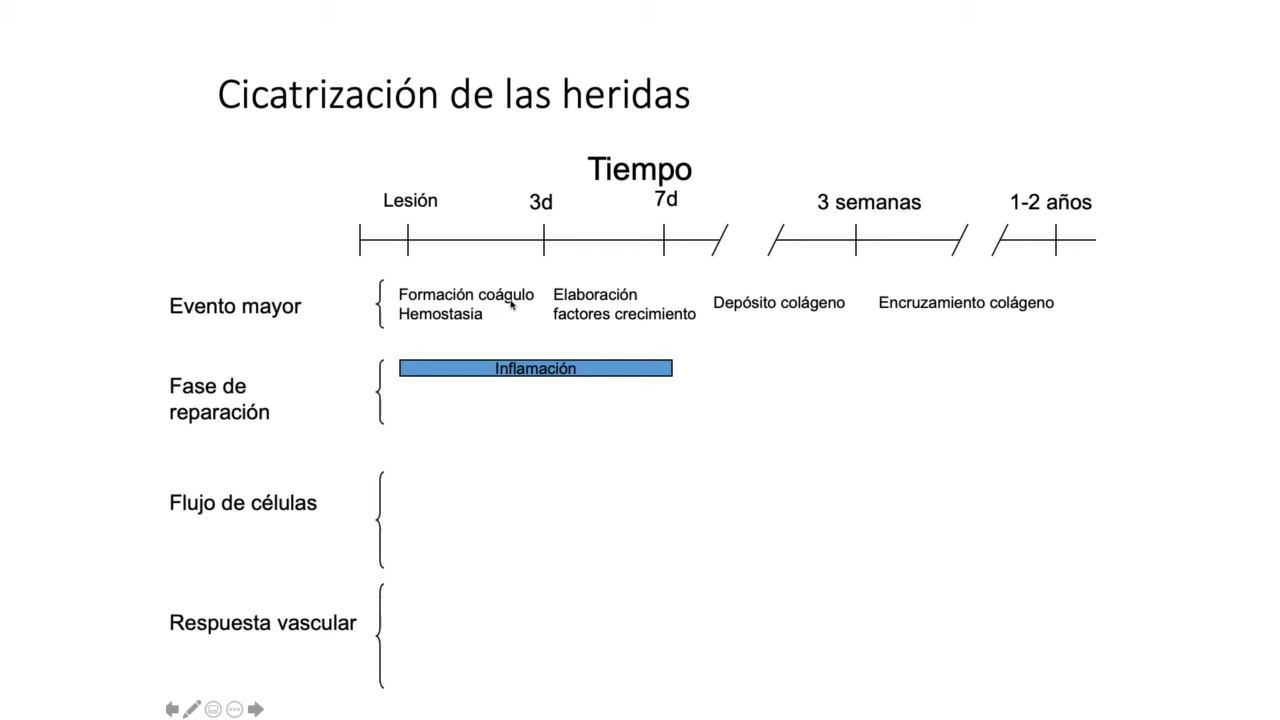 Cicatrización de las heridas
Tiempo
Lesión
3d
7d
3 semanas
1-2 años
Evento mayor
Formación coágulo
Hemostasia
Elaboración
factores crecimiento
Depósito colágeno
Encruzamiento colágeno
Fase de
reparación
Inflamación
Flujo de células
Respuesta vascular